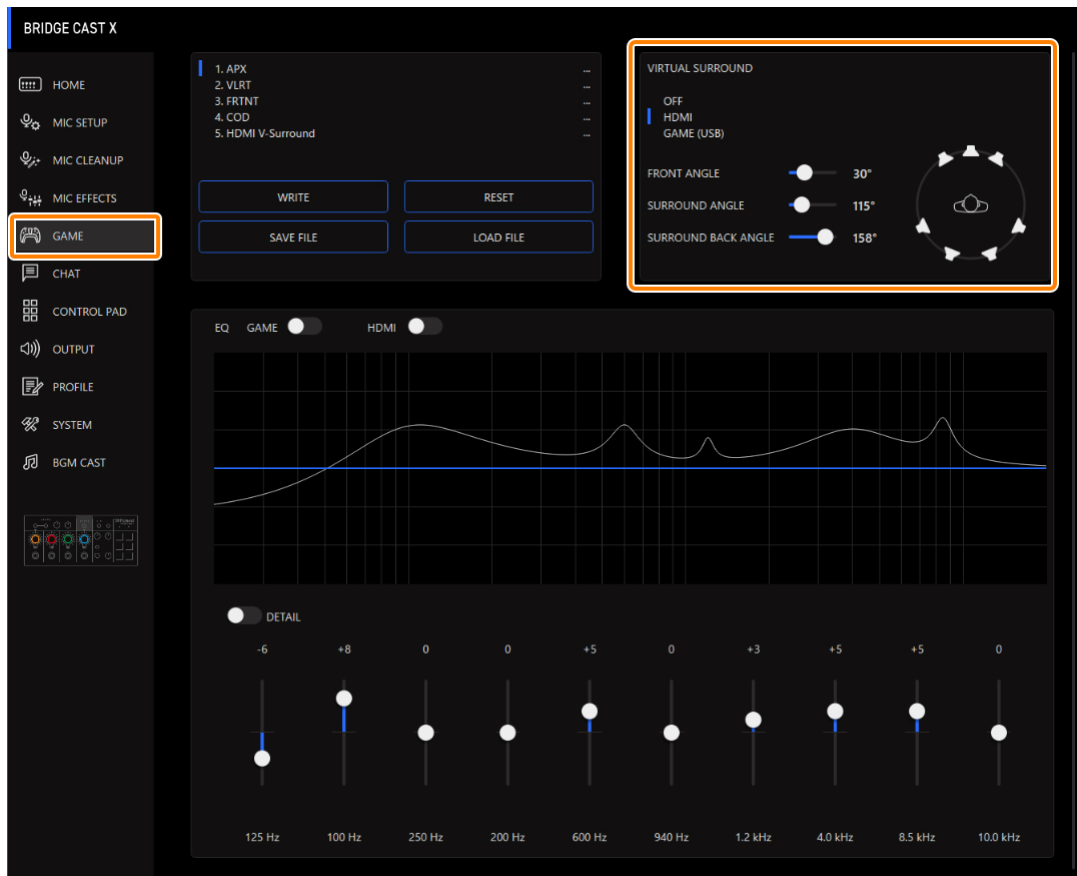 BRIDGE CAST X
HOME
MIC SETUP
MIC CLEANUP
MIC EFFECTS
GAME
CHAT
CONTROL PAD
OUTPUT
PROFILE
SYSTEM
BGM CAST
1. APX ...
2. VLRT ...
3. FRTNT ...
4. COD ...
5. HDMI V-Surround ...
WRITE RESET
SAVE FILE LOAD FILE
VIRTUAL SURROUND
OFF
HDMI
GAME (USB)
FRONT ANGLE 30°
SURROUND ANGLE 115°
SURROUND BACK ANGLE 158°
EQ GAME HDMI
DETAIL
-6 +8 0 0 +5 0 +3 +5 +5 0
125 Hz 100 Hz 250 Hz 200 Hz 600 Hz 940 Hz 1.2 kHz 4.0 kHz 8.5 kHz 10.0 kHz